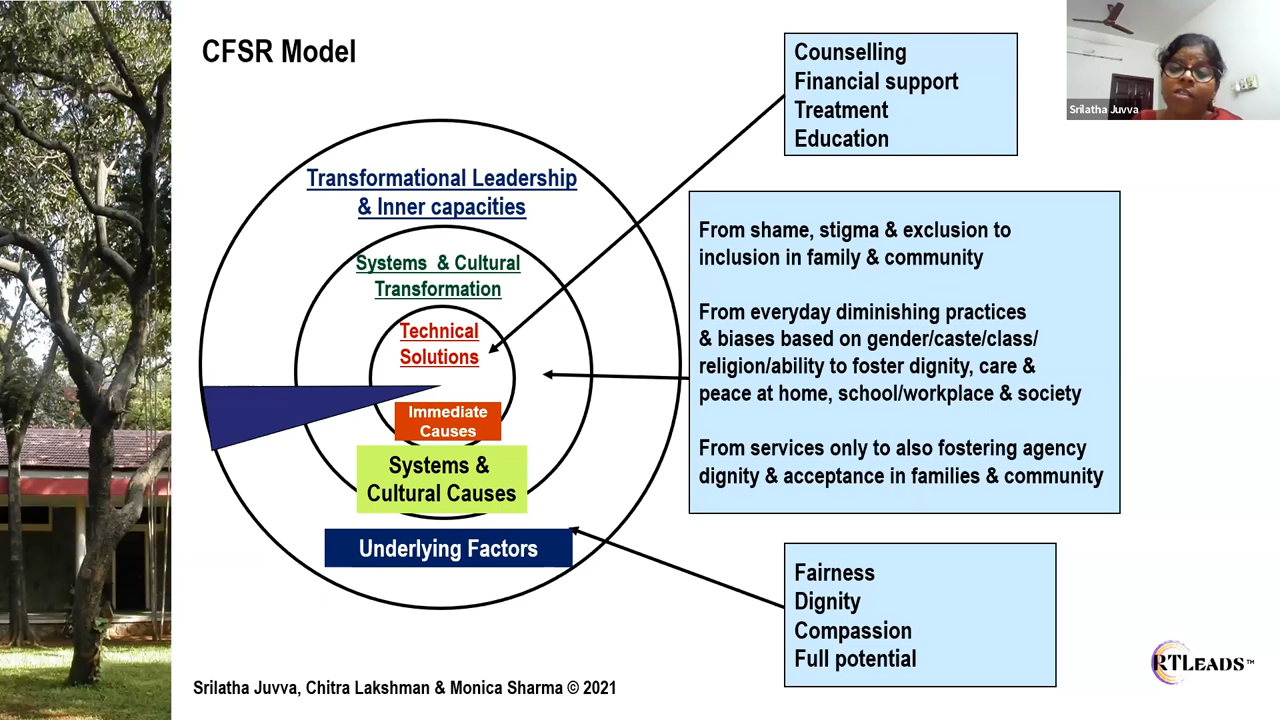 CFSR Model
Counselling
Financial support
Treatment
Education
Srilatha Juvva
Transformational Leadership
& Inner capacities
Systems & Cultural
Transformation
Technical
Solutions
Immediate
Causes
Systems &
Cultural Causes
Underlying Factors
From shame, stigma & exclusion to
inclusion in family & community
From everyday diminishing practices
& biases based on gender/caste/class/
religion/ability to foster dignity, care &
peace at home, school/workplace & society
From services only to also fostering agency
dignity & acceptance in families & community
Fairness
Dignity
Compassion
Full potential
Srilatha Juvva, Chitra Lakshman & Monica Sharma © 2021
RTLEADS™